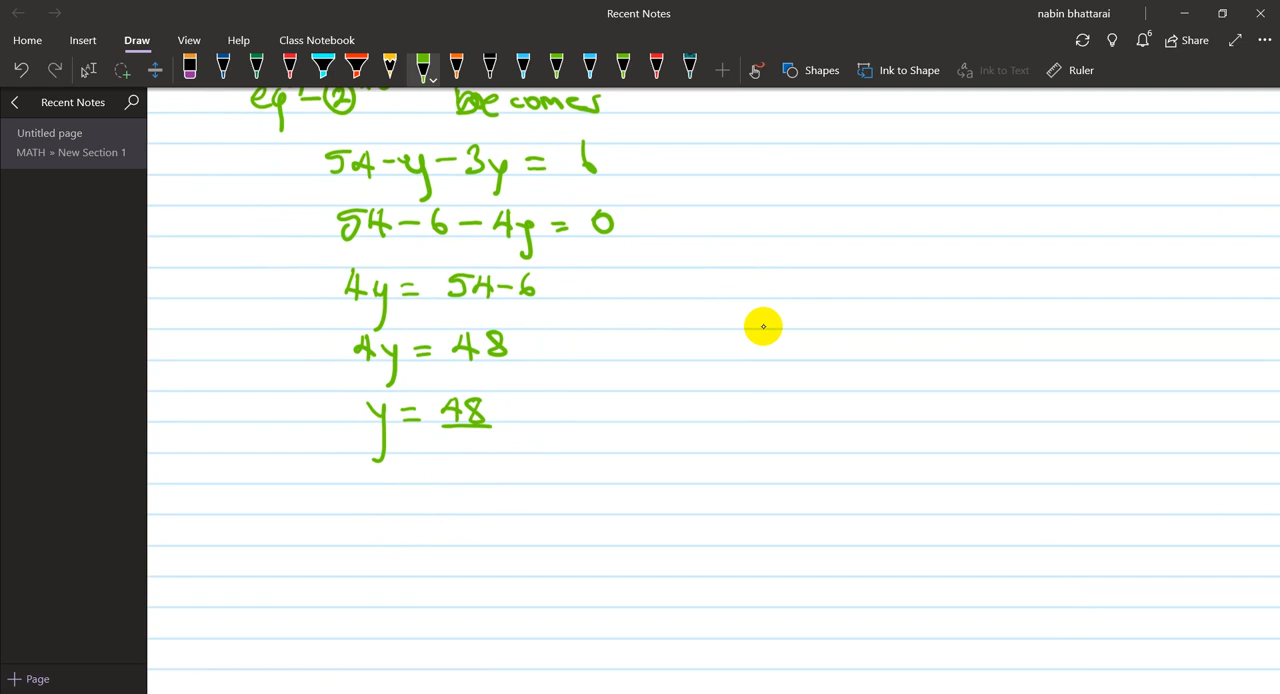 Recent Notes
nabin bhattarai
Home Insert Draw View Help Class Notebook
6 Share
Shapes Ink to Shape Ink to Text Ruler
Recent Notes
Untitled page
MATH » New Section 1
becomes
54-y-3y = 6
54-6-4y = 0
4y = 54-6
4y = 48
y = 48
Page